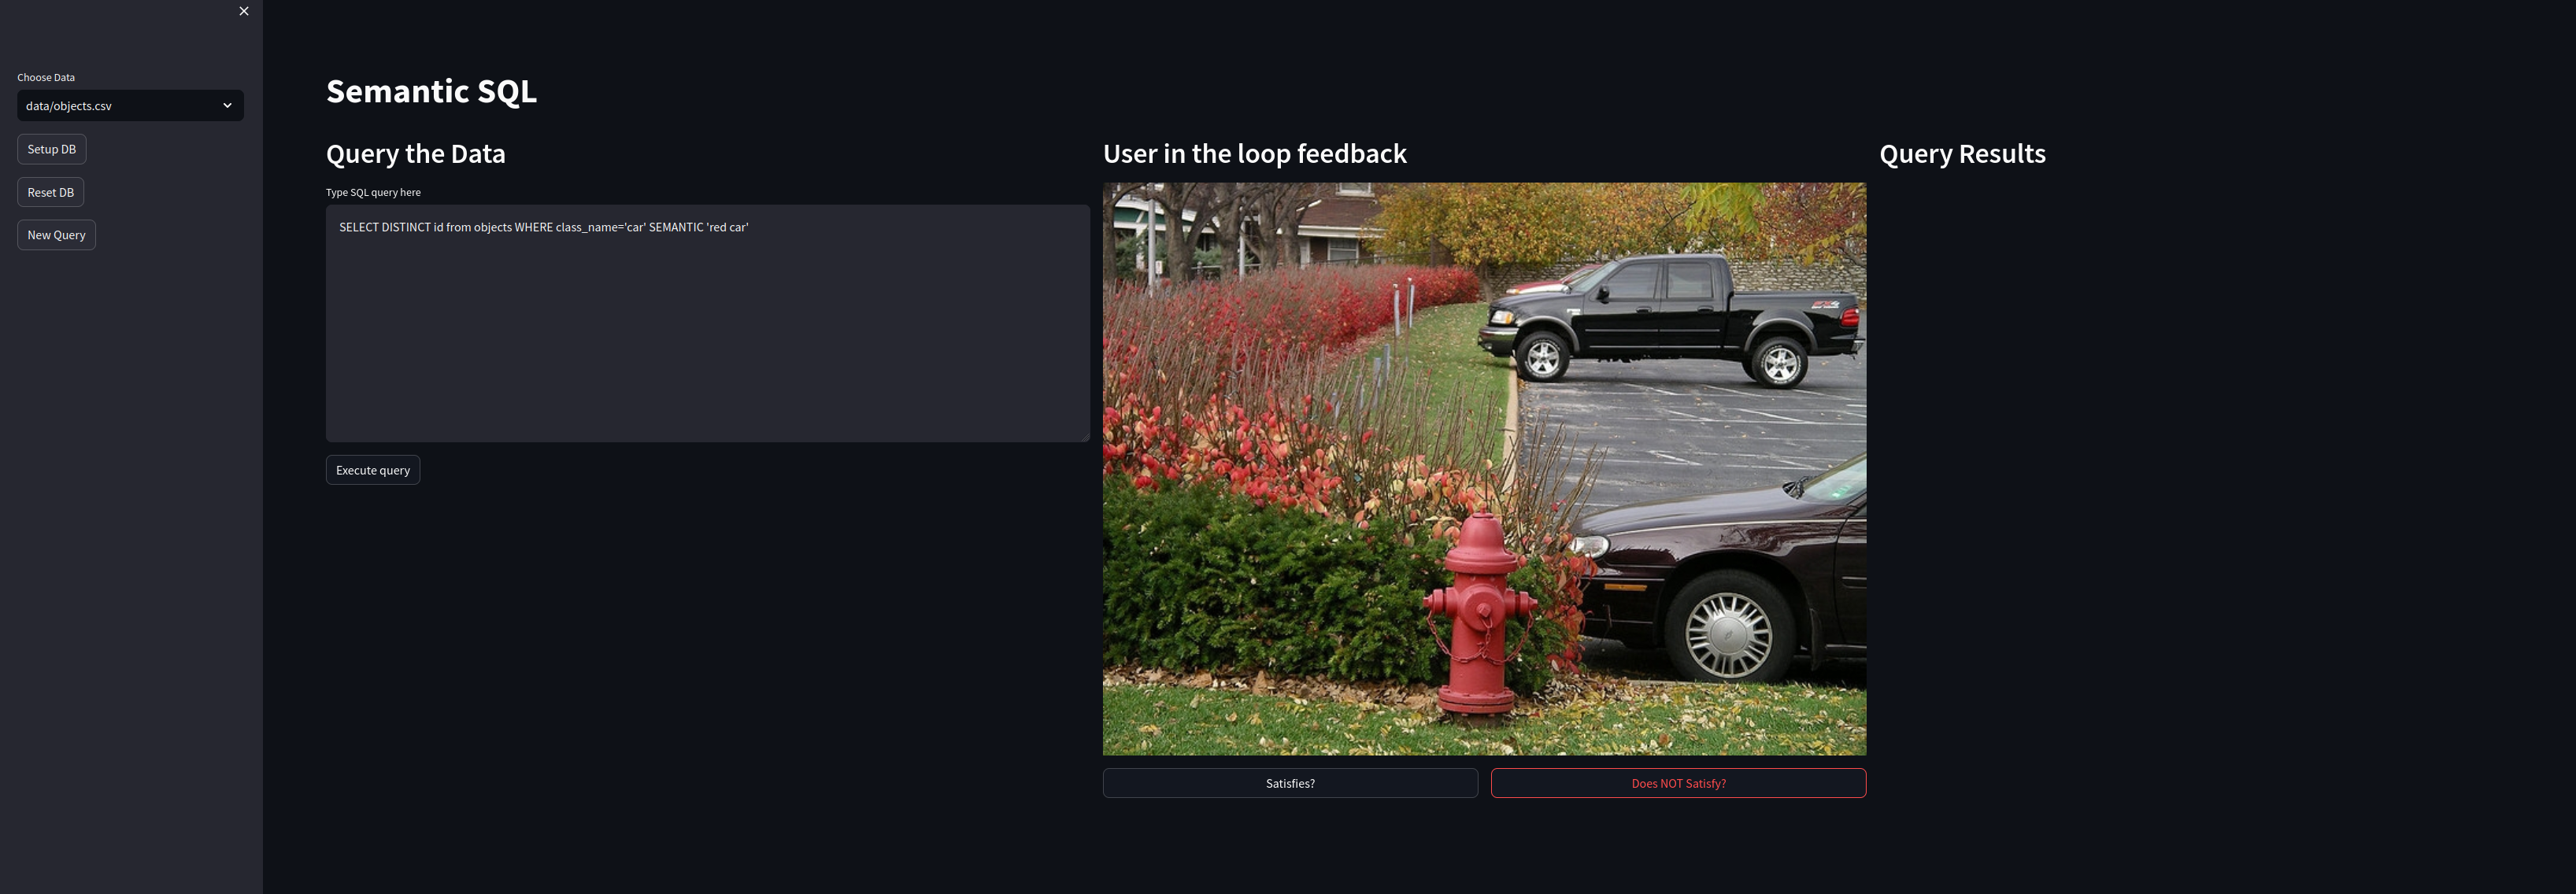 Choose Data
data/objects.csv
Setup DB
Reset DB
New Query
Semantic SQL
Query the Data
Type SQL query here
SELECT DISTINCT id from objects WHERE class_name='car' SEMANTIC 'red car'
Execute query
User in the loop feedback
Satisfies?
Does NOT Satisfy?
Query Results